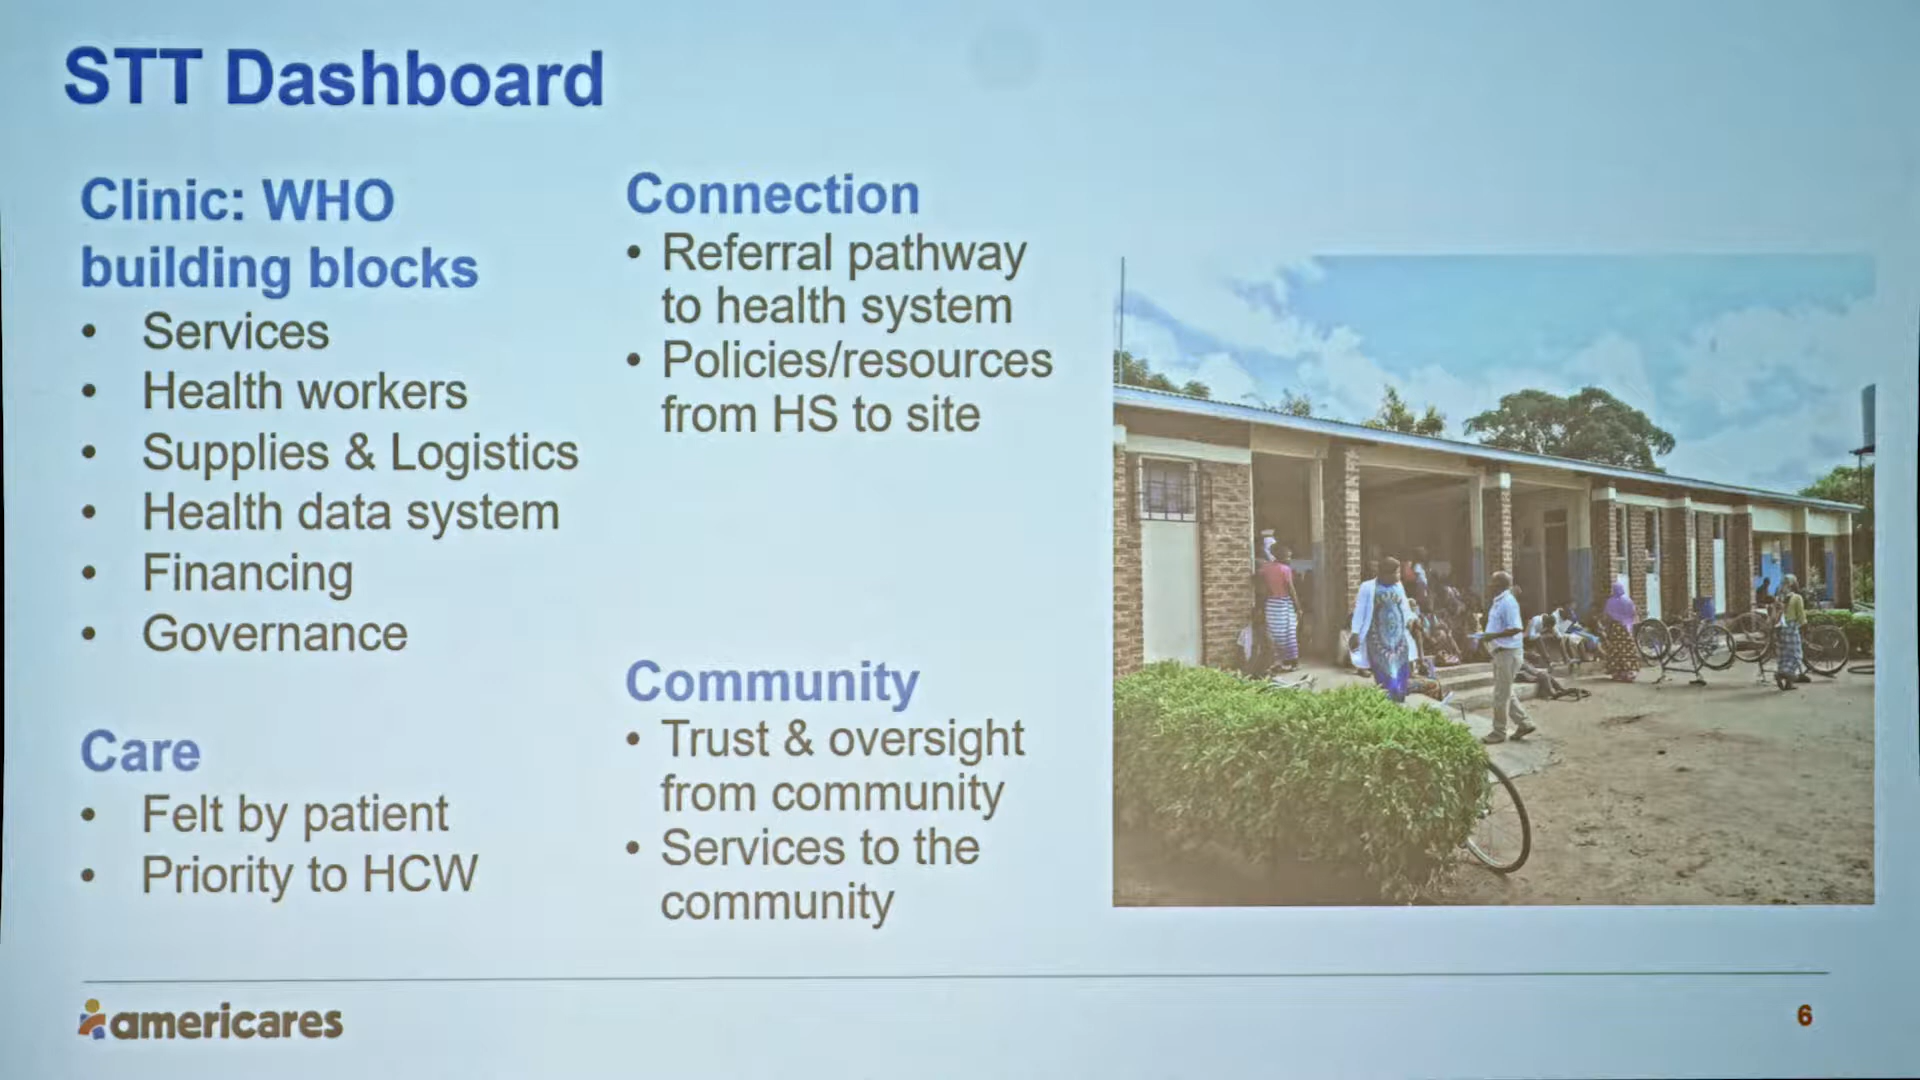 STT Dashboard
Clinic: WHO
building blocks
• Services
• Health workers
• Supplies & Logistics
• Health data system
• Financing
• Governance
Care
• Felt by patient
• Priority to HCW
Connection
• Referral pathway
to health system
• Policies/resources
from HS to site
Community
• Trust & oversight
from community
• Services to the
community
americares
6